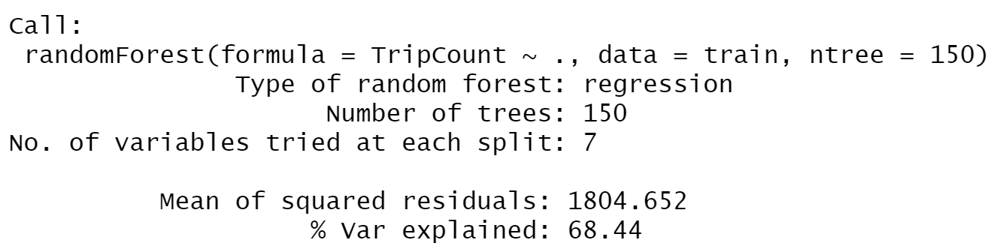 Call:
randomForest(formula = TripCount ~ ., data = train, ntree = 150)
Type of random forest: regression
Number of trees: 150
No. of variables tried at each split: 7
Mean of squared residuals: 1804.652
% Var explained: 68.44